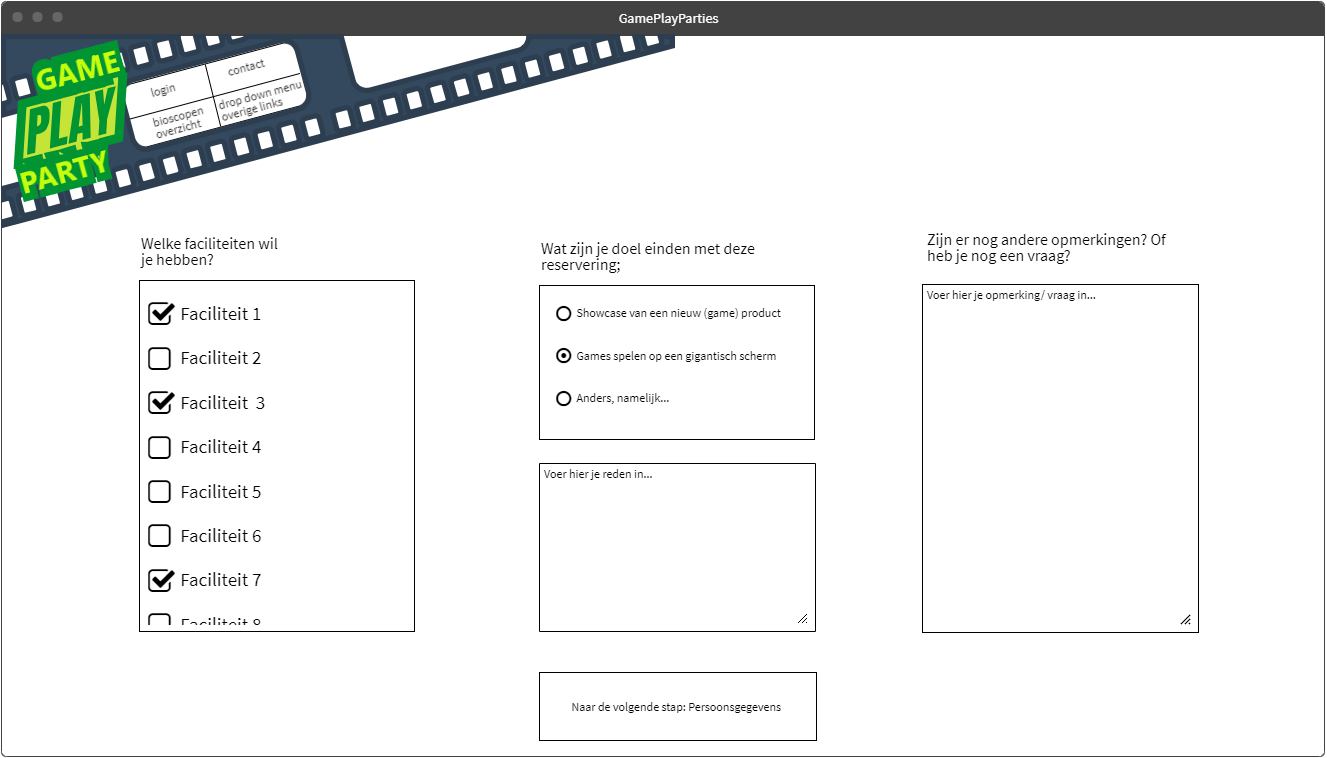 GamePlayParties
GAME
PLAY
PARTY
login
contact
bioscopen
overzicht
drop down menu
overige links
Welke faciliteiten wil
je hebben?
Faciliteit 1
Faciliteit 2
Faciliteit  3
Faciliteit 4
Faciliteit 5
Faciliteit 6
Faciliteit 7
Faciliteit 8
Wat zijn je doel einden met deze
reservering;
Showcase van een nieuw (game) product
Games spelen op een gigantisch scherm
Anders, namelijk...
Voer hier je reden in...
Zijn er nog andere opmerkingen? Of
heb je nog een vraag?
Voer hier je opmerking/ vraag in...
Naar de volgende stap: Persoonsgegevens